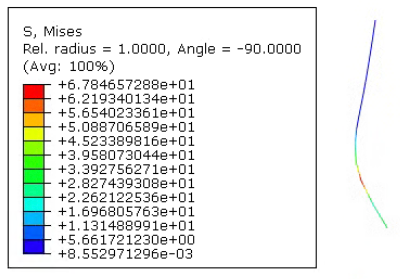 S, Mises
Rel. radius = 1.0000, Angle = -90.0000
(Avg: 100%)
+6.784657288e+01
+6.219340134e+01
+5.654023361e+01
+5.088706589e+01
+4.523389816e+01
+3.958073044e+01
+3.392756271e+01
+2.827439308e+01
+2.262122536e+01
+1.696805763e+01
+1.131488991e+01
+5.661721230e+00
+8.552971296e-03